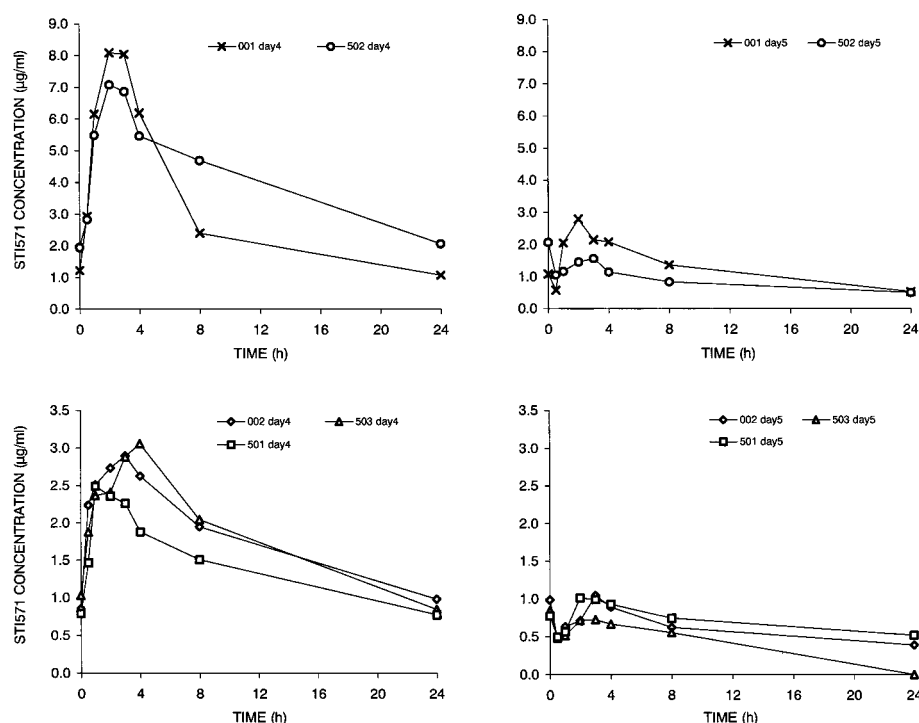 001 day4 502 day4
STI571 CONCENTRATION (µg/ml)
9.0
8.0
7.0
6.0
5.0
4.0
3.0
2.0
1.0
0.0
0 4 8 12 16 20 24
TIME (h)
001 day5 502 day5
9.0
8.0
7.0
6.0
5.0
4.0
3.0
2.0
1.0
0.0
0 4 8 12 16 20 24
TIME (h)
002 day4 503 day4
501 day4
STI571 CONCENTRATION (µg/ml)
3.5
3.0
2.5
2.0
1.5
1.0
0.5
0.0
0 4 8 12 16 20 24
TIME (h)
002 day5 503 day5
501 day5
3.5
3.0
2.5
2.0
1.5
1.0
0.5
0.0
0 4 8 12 16 20 24
TIME (h)